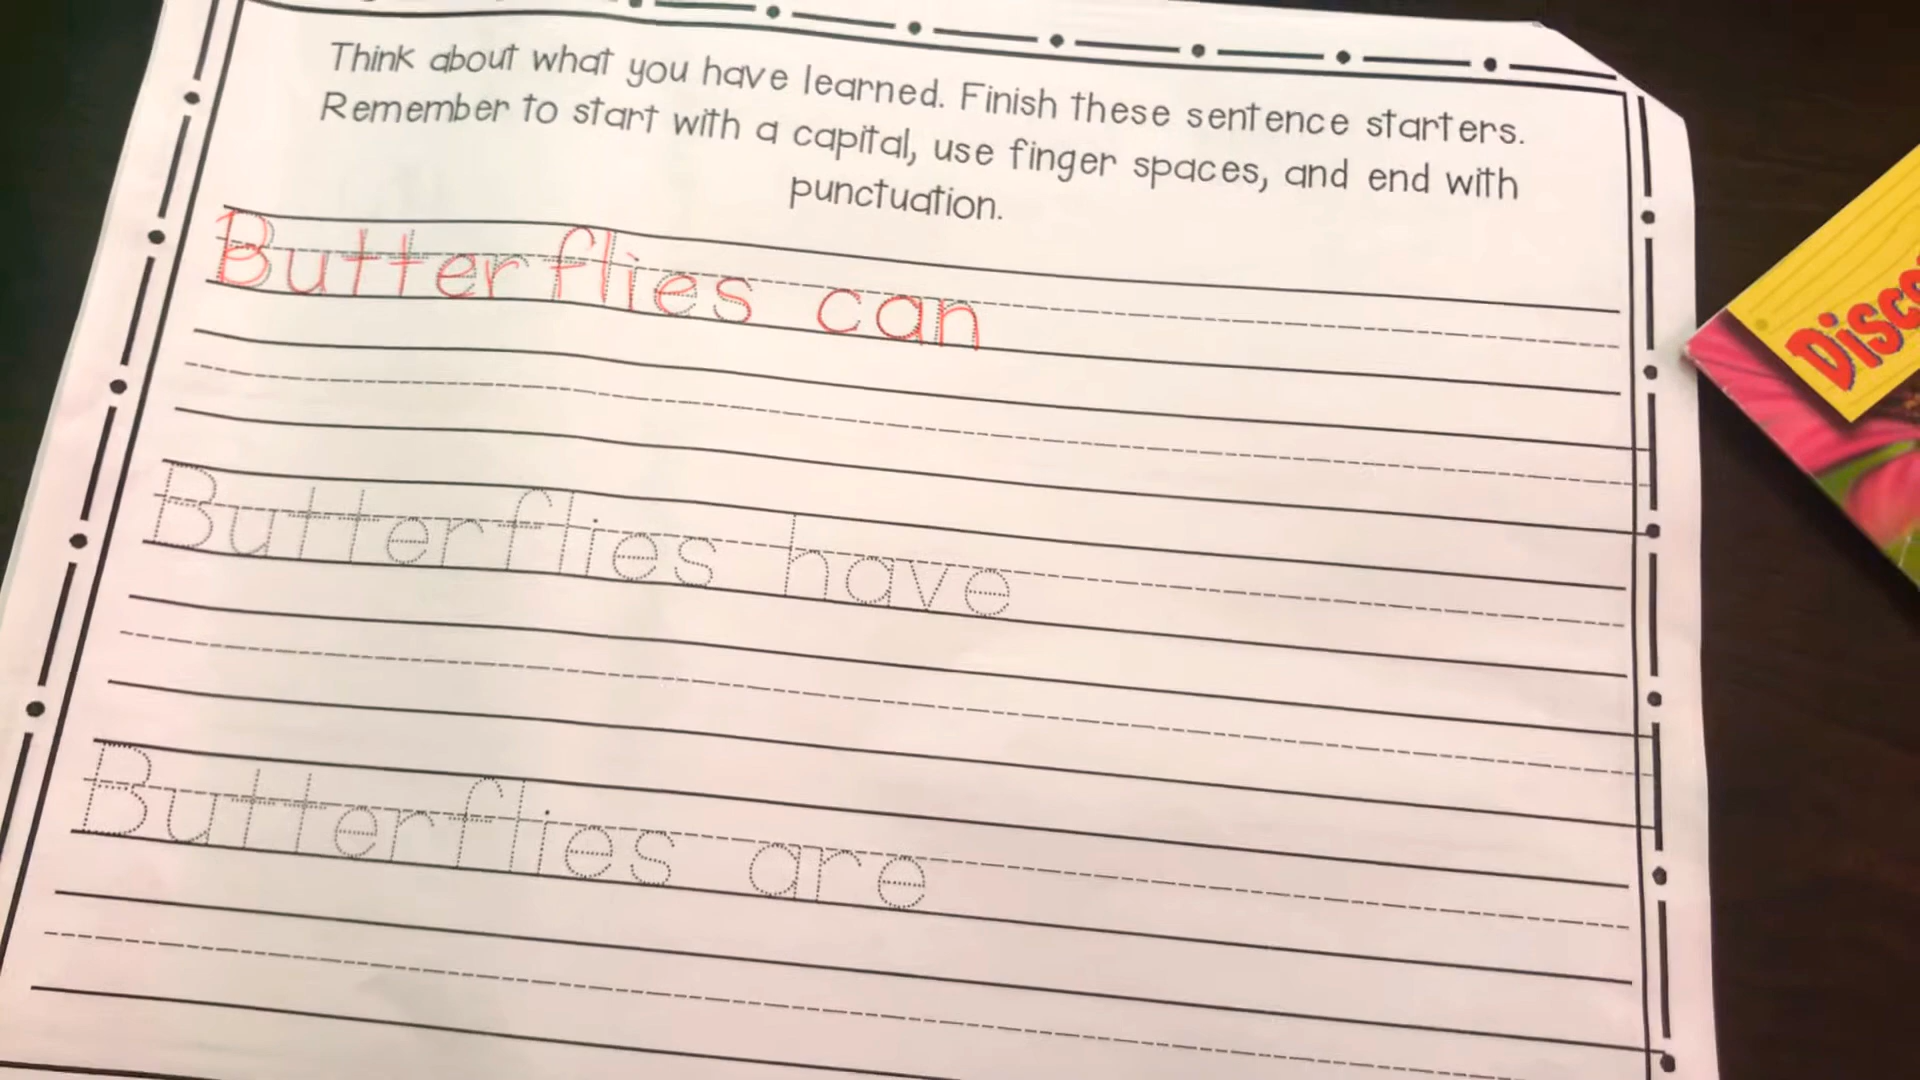 Think about what you have learned. Finish these sentence starters.
Remember to start with a capital, use finger spaces, and end with
punctuation.
Butterflies can
Butterflies have
Butterflies are